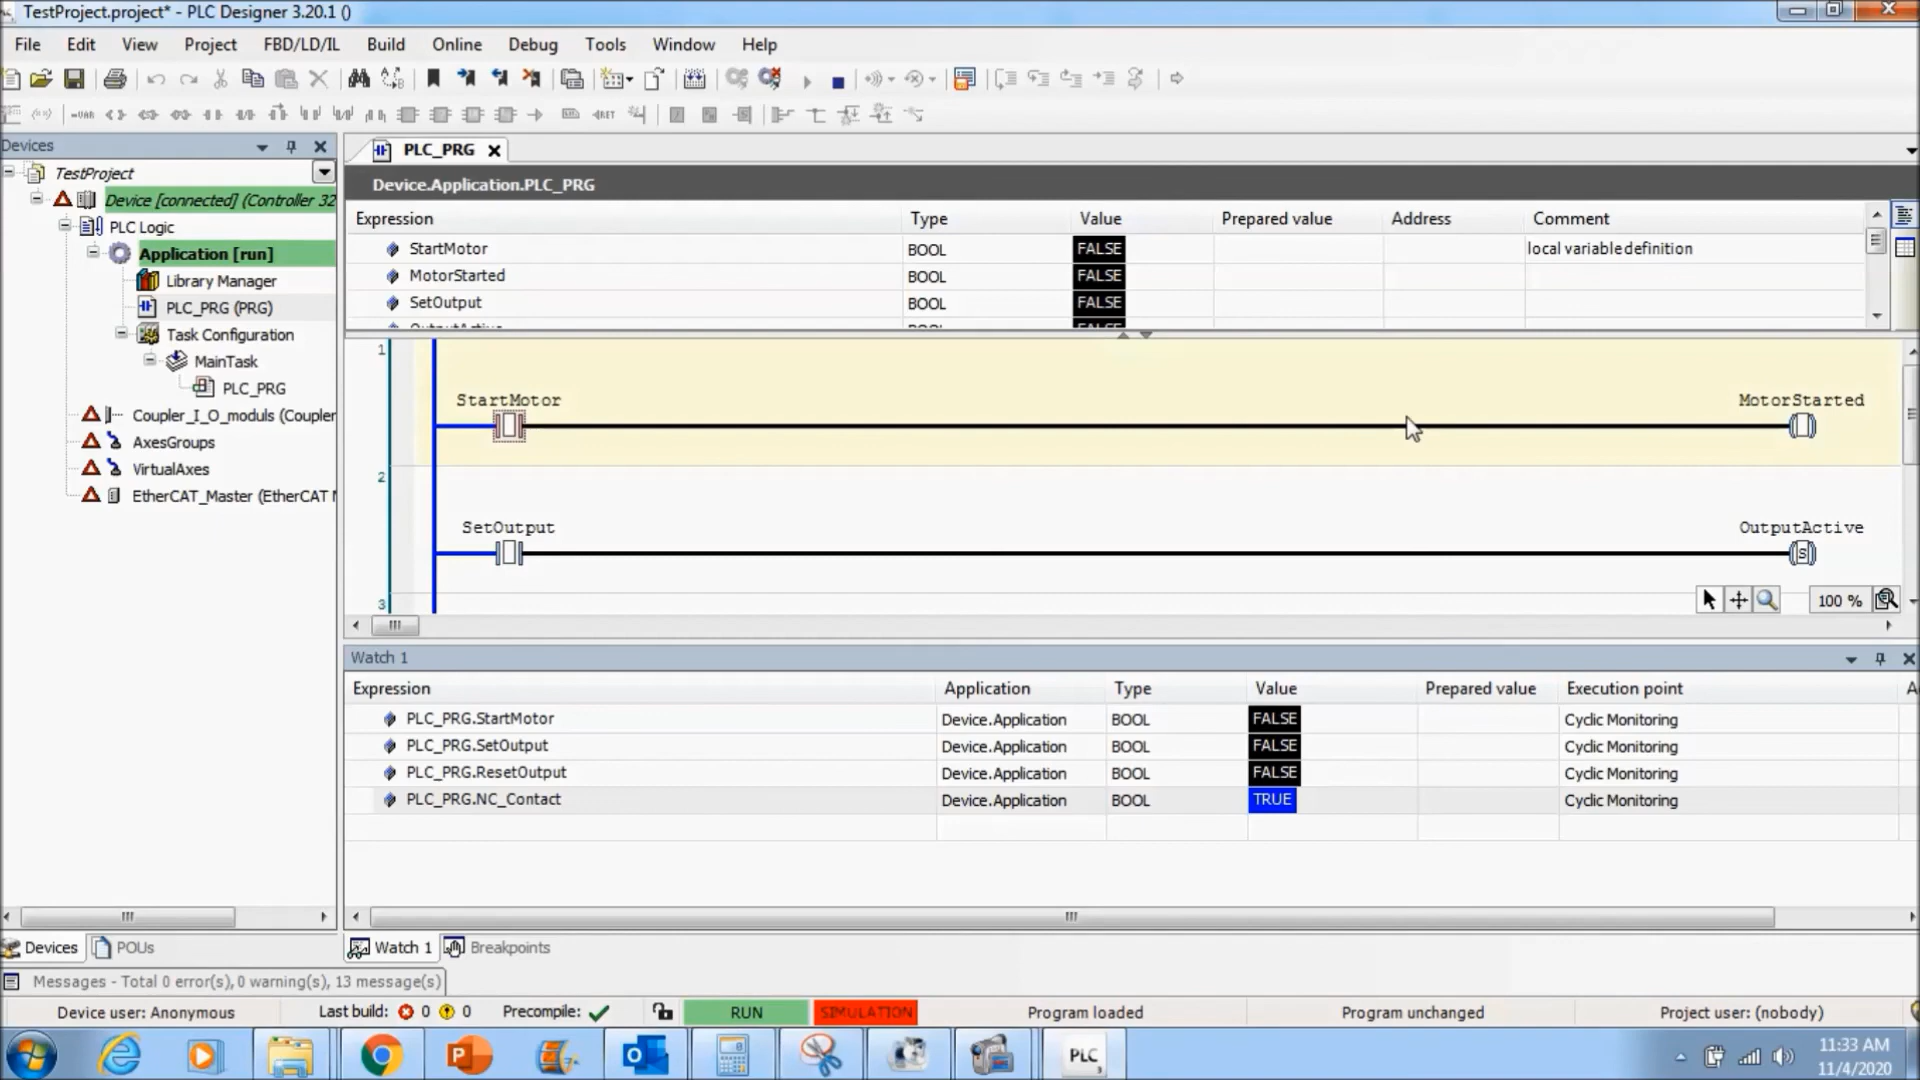 TestProject.project* - PLC Designer 3.20.1 ()
File Edit View Project FBD/LD/IL Build Online Debug Tools Window Help
Devices
TestProject
Device [connected] (Controller 32
PLC Logic
Application [run]
Library Manager
PLC_PRG (PRG)
Task Configuration
MainTask
PLC_PRG
Coupler_I_O_moduls (Coupler
AxesGroups
VirtualAxes
EtherCAT_Master (EtherCAT
PLC_PRG
Device.Application.PLC_PRG
Expression Type Value Prepared value Address Comment
StartMotor BOOL FALSE local variable definition
MotorStarted BOOL FALSE
SetOutput BOOL FALSE
OutputActive BOOL FALSE
1
StartMotor MotorStarted
2
SetOutput OutputActive
S
3
100 %
Watch 1
Expression Application Type Value Prepared value Execution point
PLC_PRG.StartMotor Device.Application BOOL FALSE Cyclic Monitoring
PLC_PRG.SetOutput Device.Application BOOL FALSE Cyclic Monitoring
PLC_PRG.ResetOutput Device.Application BOOL FALSE Cyclic Monitoring
PLC_PRG.NC_Contact Device.Application BOOL TRUE Cyclic Monitoring
Devices POUs Watch 1 Breakpoints
Messages - Total 0 error(s), 0 warning(s), 13 message(s)
Device user: Anonymous Last build: 0 0 Precompile: RUN SIMULATION Program loaded Program unchanged Project user: (nobody)
PLC
11:33 AM
11/4/2020